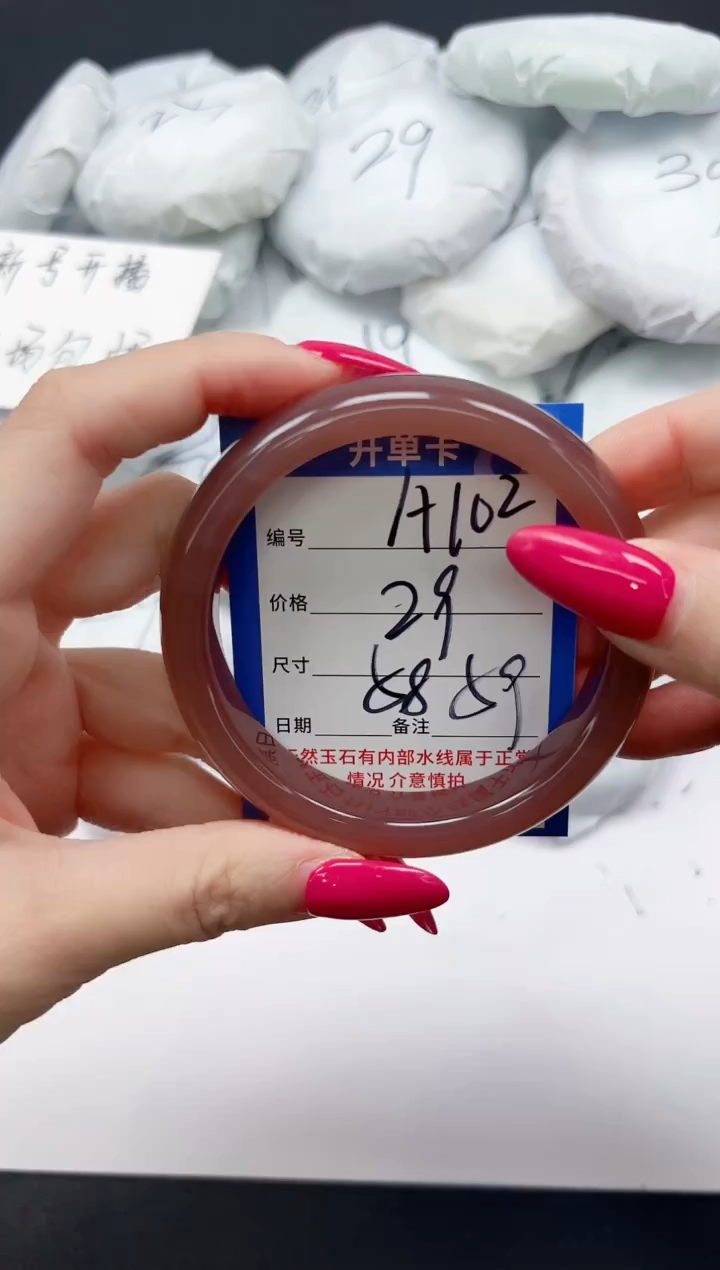 29
30
新号开播
19
开单卡
编号 A102
价格 29
尺寸 58 59
日期 备注
天然玉石有内部水线属于正常
情况 介意慎拍